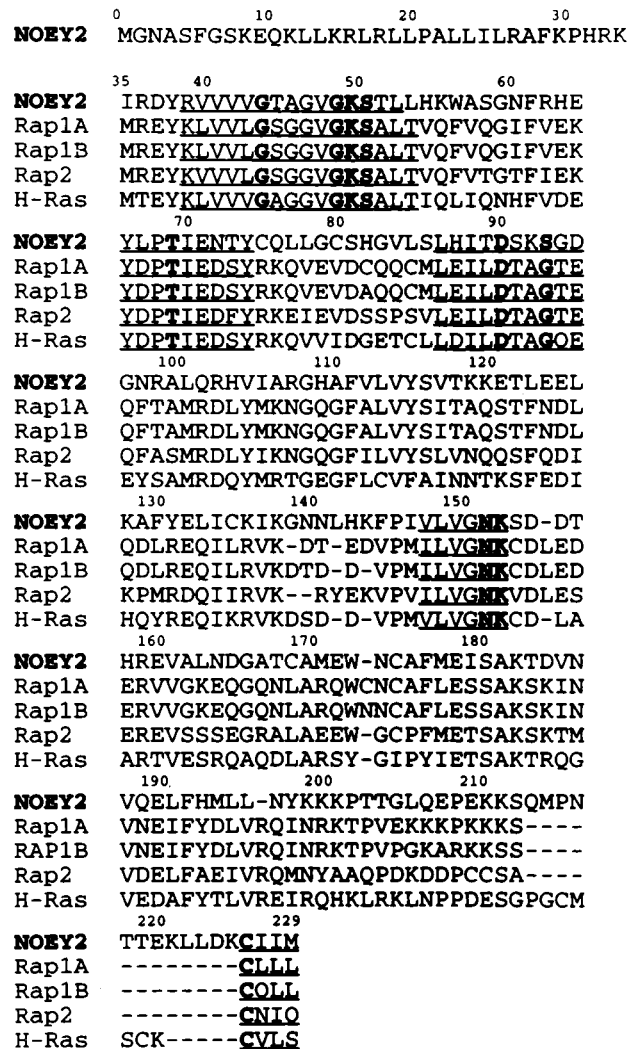 0 10 20 30
NOEY2 MGNASFGSKEQKLLKRLRLLPALLILRAFKPHRK
35 40 50 60
NOEY2 IRDYRVVVVGTAGVGKSTLLHKWASGNFRHE
Rap1A MREYKLVVLGSGGVGKSALTVQFVQGIFVEK
Rap1B MREYKLVVLGSGGVGKSALTVQFVQGIFVEK
Rap2 MREYKVVVLGSGGVGKSALTVQFVTGTFIEK
H-Ras MTEYKLVVVGAGGVGKSALTIQLIQNHFVDE
70 80 90
NOEY2 YLPTIENTYCQLLGCSHGVLSLHITDSKSGD
Rap1A YDPTIEDSYRKQVEVDCQQCMLEILDTAGTE
Rap1B YDPTIEDSYRKQVEVDAQQCMLEILDTAGTE
Rap2 YDPTIEDFYRKEIEVDSSPSVLEILDTAGTE
H-Ras YDPTIEDSYRKQVVIDGETCLLDILDTAGQE
100 110 120
NOEY2 GNRALQRHVIARGHAFVLVYSVTKKETLEEL
Rap1A QFTAMRDLYMKNGQGFALVYSITAQSTFNDL
Rap1B QFTAMRDLYMKNGQGFALVYSITAQSTFNDL
Rap2 QFASMRDLYIKNGQGFILVYSLVNQQSFQDI
H-Ras EYSAMRDQYMRTGEGFLCVFAINNTKSFEDI
130 140 150
NOEY2 KAFYELICKIKGNNLHKFPIVLVGNKSD-DT
Rap1A QDLREQILRVK-DT-EDVPMILVGNKCDLED
Rap1B QDLREQILRVKDTD-D-VPMILVGNKCDLED
Rap2 KPMRDQIIRVK--RYEKVPVILVGNKVDLES
H-Ras HQYREQIKRVKDSD-D-VPMVLVGNKCD-LA
160 170 180
NOEY2 HREVALNDGATCAMEW-NCAFMEISAKTDVN
Rap1A ERVVGKEQGQNLARQWCNCAFLESSAKSKIN
Rap1B ERVVGKEQGQNLARQWNNCAFLESSAKSKIN
Rap2 EREVSSSEGRALAEEW-GCPFMETSAKSKTM
H-Ras ARTVESRQAQDLARSY-GIPYIETSAKTRQG
190 200 210
NOEY2 VQELFHMLL-NYKKKPTTGLQEPEKKSQMPN
Rap1A VNEIFYDLVRQINRKTPVEKKKPKKKS----
RAP1B VNEIFYDLVRQINRKTPVPGKARKKSS----
Rap2 VDELFAEIVRQMNYAAQPDKDDPCCSA----
H-Ras VEDAFYTLVREIRQHKLRKLNPPDESGPGCM
220 229
NOEY2 TTEKLLDKCIIM
Rap1A --------CLLL
Rap1B --------CQLL
Rap2 --------CNIQ
H-Ras SCK-----CVLS